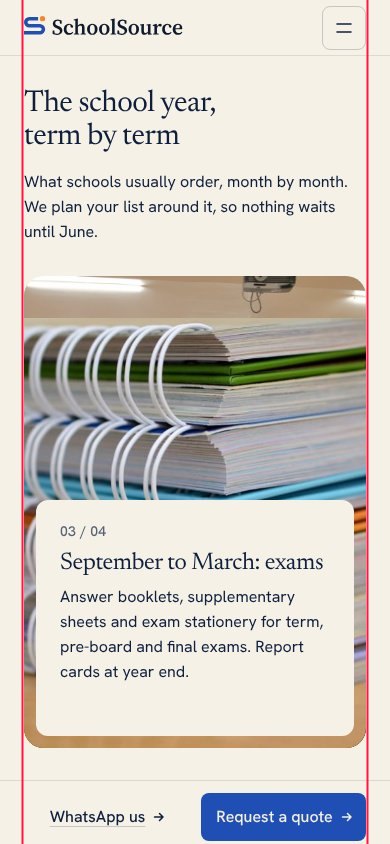 SchoolSource
The school year,
term by term
What schools usually order, month by month.
We plan your list around it, so nothing waits
until June.
03 / 04
September to March: exams
Answer booklets, supplementary
sheets and exam stationery for term,
pre-board and final exams. Report
cards at year end.
WhatsApp us →
Request a quote →